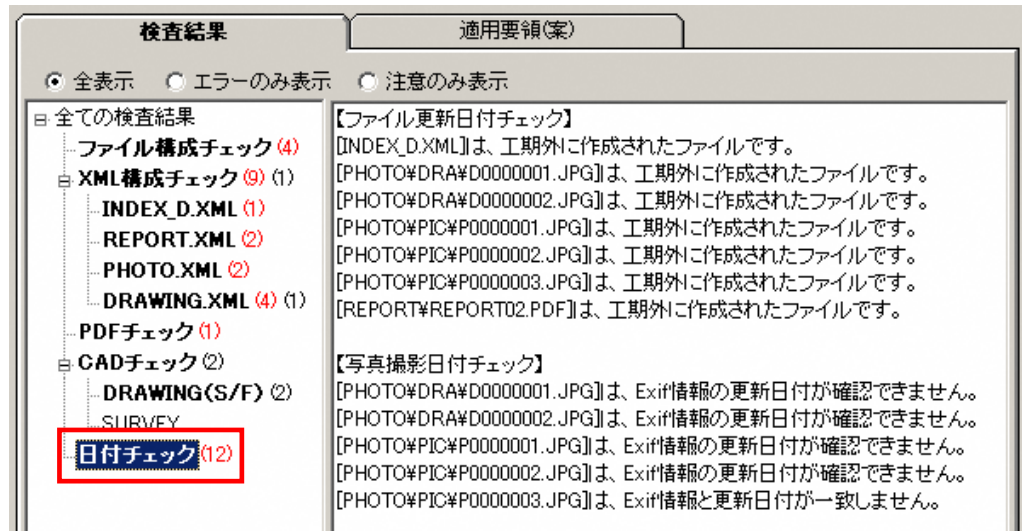 検査結果
適用要領(案)
全表示 エラーのみ表示 注意のみ表示
全ての検査結果
ファイル構成チェック (4)
XML構成チェック (9) (1)
INDEX_D.XML (1)
REPORT.XML (2)
PHOTO.XML (2)
DRAWING.XML (4) (1)
PDFチェック (1)
CADチェック (2)
DRAWING(S/F) (2)
SURVEY
日付チェック (12)
【ファイル更新日付チェック】
[INDEX_D.XML]は、工期外に作成されたファイルです。
[PHOTO¥DRA¥D0000001.JPG]は、工期外に作成されたファイルです。
[PHOTO¥DRA¥D0000002.JPG]は、工期外に作成されたファイルです。
[PHOTO¥PIC¥P0000001.JPG]は、工期外に作成されたファイルです。
[PHOTO¥PIC¥P0000002.JPG]は、工期外に作成されたファイルです。
[PHOTO¥PIC¥P0000003.JPG]は、工期外に作成されたファイルです。
[REPORT¥REPORT02.PDF]は、工期外に作成されたファイルです。
【写真撮影日付チェック】
[PHOTO¥DRA¥D0000001.JPG]は、Exif情報の更新日付が確認できません。
[PHOTO¥DRA¥D0000002.JPG]は、Exif情報の更新日付が確認できません。
[PHOTO¥PIC¥P0000001.JPG]は、Exif情報の更新日付が確認できません。
[PHOTO¥PIC¥P0000002.JPG]は、Exif情報の更新日付が確認できません。
[PHOTO¥PIC¥P0000003.JPG]は、Exif情報と更新日付が一致しません。